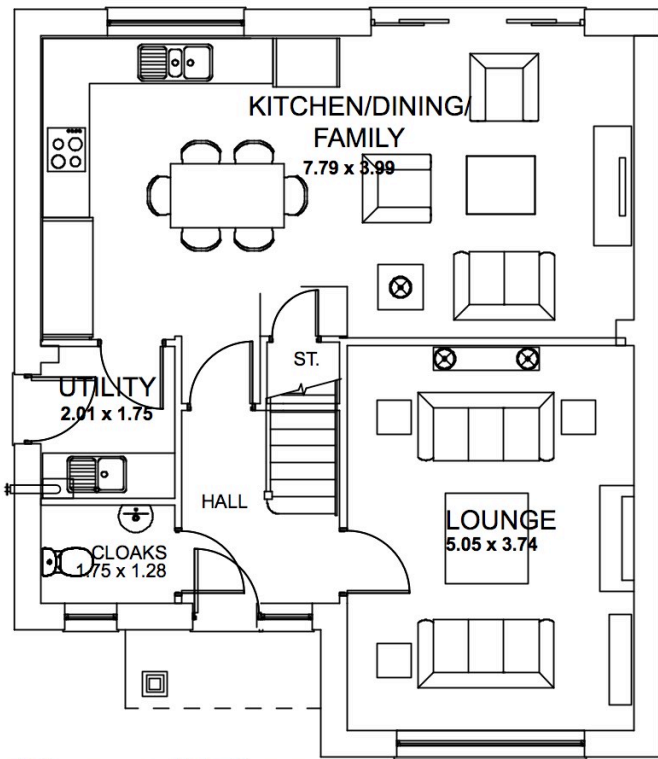 KITCHEN/DINING/
FAMILY
7.79 x 3.99
ST.
UTILITY
2.01 x 1.75
HALL
LOUNGE
5.05 x 3.74
CLOAKS
1.75 x 1.28